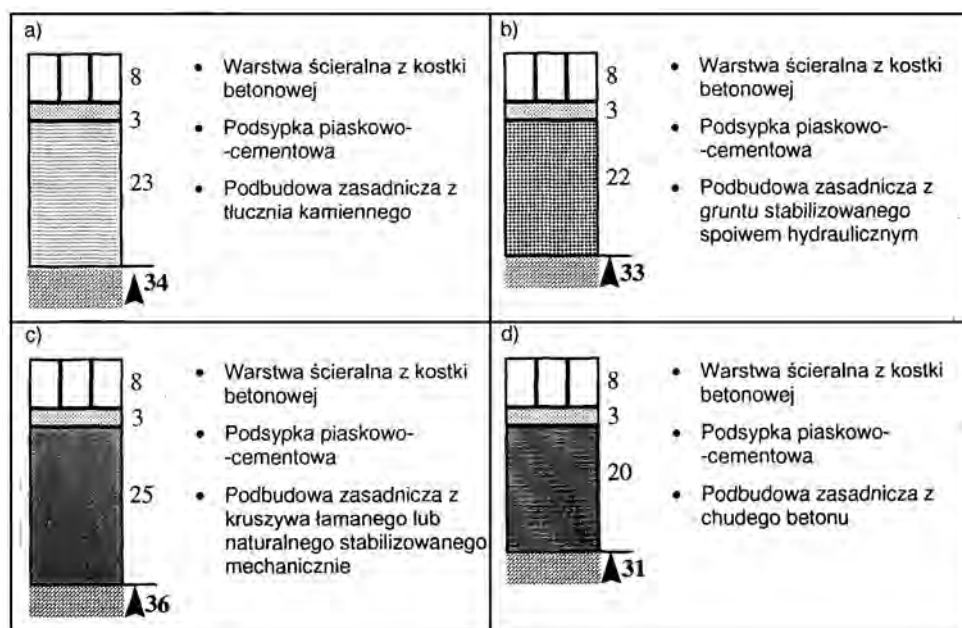 a)
8
3
23
34
• Warstwa ścieralna z kostki
betonowej
• Podsypka piaskowo-
-cementowa
• Podbudowa zasadnicza z
tłucznia kamiennego
b)
8
3
22
33
• Warstwa ścieralna z kostki
betonowej
• Podsypka piaskowo-
-cementowa
• Podbudowa zasadnicza z
gruntu stabilizowanego
spoiwem hydraulicznym
c)
8
3
25
36
• Warstwa ścieralna z kostki
betonowej
• Podsypka piaskowo-
-cementowa
• Podbudowa zasadnicza z
kruszywa łamanego lub
naturalnego stabilizowanego
mechanicznie
d)
8
3
20
31
• Warstwa ścieralna z kostki
betonowej
• Podsypka piaskowo-
-cementowa
• Podbudowa zasadnicza z
chudego betonu